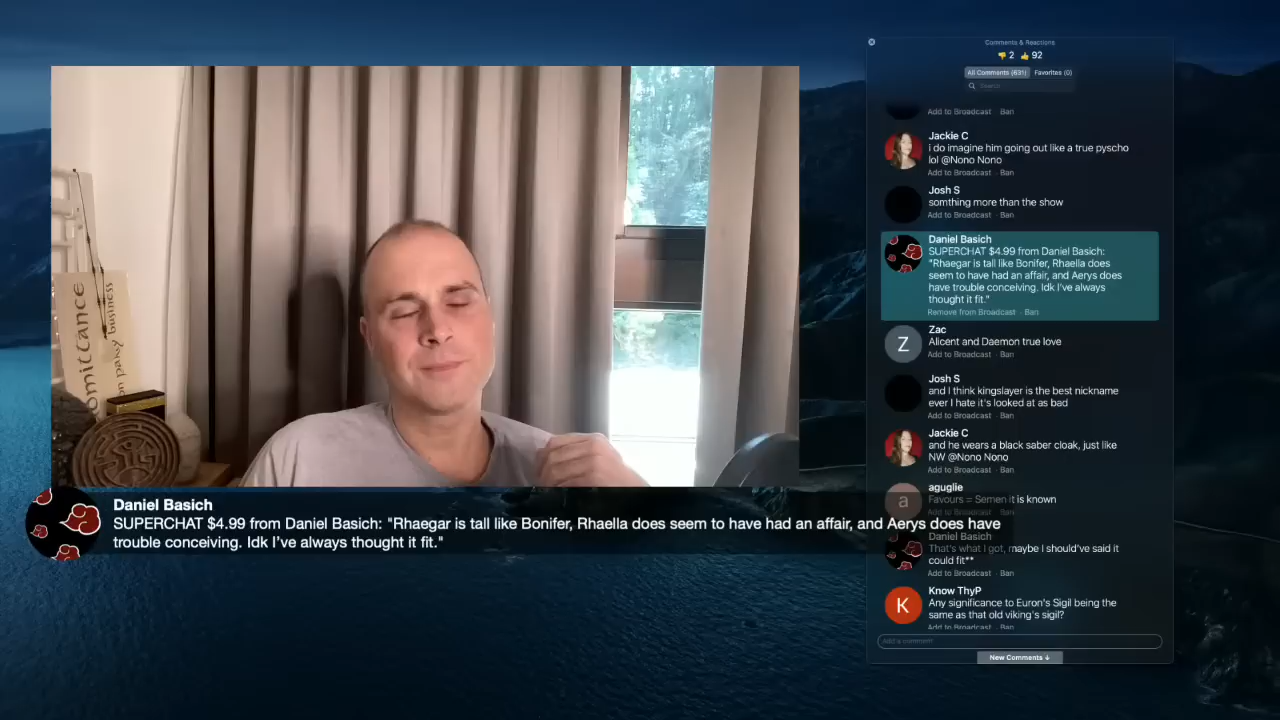 omittance
on panky
business
Daniel Basich
SUPERCHAT $4.99 from Daniel Basich: "Rhaegar is tall like Bonifer, Rhaella does seem to have had an affair, and Aerys does have
trouble conceiving. Idk I've always thought it fit."
Comments & Reactions
👎 2 👍 92
All Comments (631) Favorites (0)
Search
Add to Broadcast · Ban
Jackie C
i do imagine him going out like a true pyscho
lol @Nono Nono
Add to Broadcast · Ban
Josh S
somthing more than the show
Add to Broadcast · Ban
Daniel Basich
SUPERCHAT $4.99 from Daniel Basich:
"Rhaegar is tall like Bonifer, Rhaella does
seem to have had an affair, and Aerys does
have trouble conceiving. Idk I've always
thought it fit."
Remove from Broadcast · Ban
Z
Zac
Alicent and Daemon true love
Add to Broadcast · Ban
Josh S
and I think kingslayer is the best nickname
ever I hate it's looked at as bad
Add to Broadcast · Ban
Jackie C
and he wears a black saber cloak, just like
NW @Nono Nono
Add to Broadcast · Ban
a
aguglie
Favours = Semen it is known
Daniel Basich
That's what I got, maybe I should've said it
could fit**
Add to Broadcast · Ban
K
Know ThyP
Any significance to Euron's Sigil being the
same as that old viking's sigil?
Add to Broadcast · Ban
Add a comment
New Comments ↓